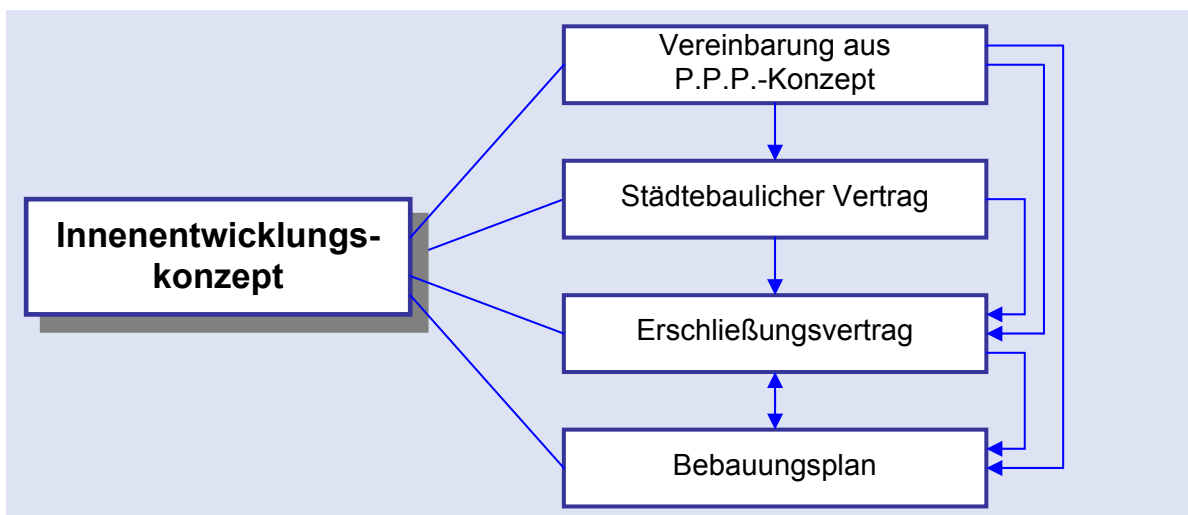 Vereinbarung aus
P.P.P.-Konzept
Städtebaulicher Vertrag
Innenentwicklungs-
konzept
Erschließungsvertrag
Bebauungsplan